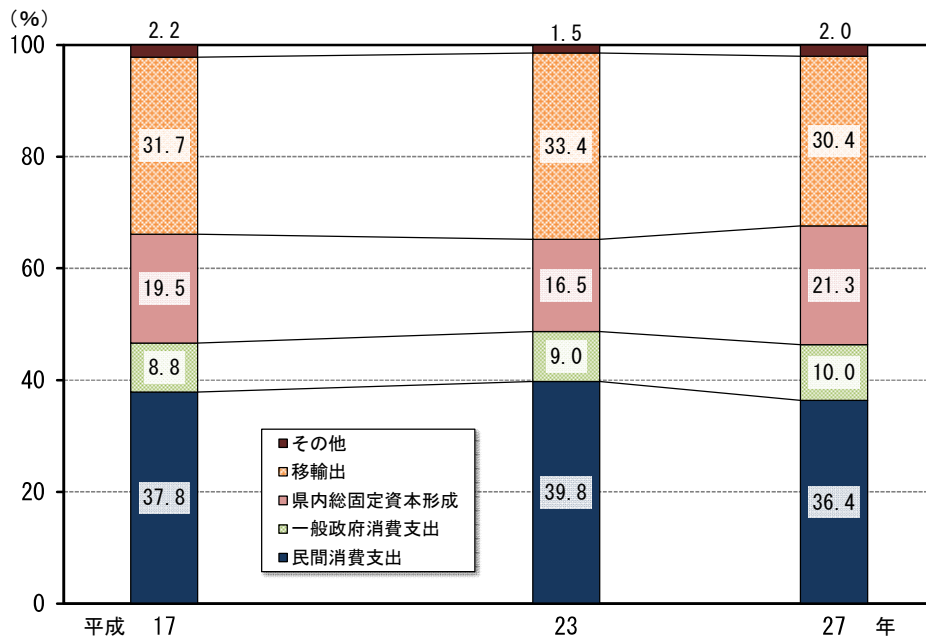 (%)
2.2 1.5 2.0
100
31.7 33.4 30.4
80
19.5 16.5 21.3
60
8.8 9.0 10.0
40
37.8 39.8 36.4
20
0
■その他
移輸出
県内総固定資本形成
一般政府消費支出
■民間消費支出
平成 17 23 27 年